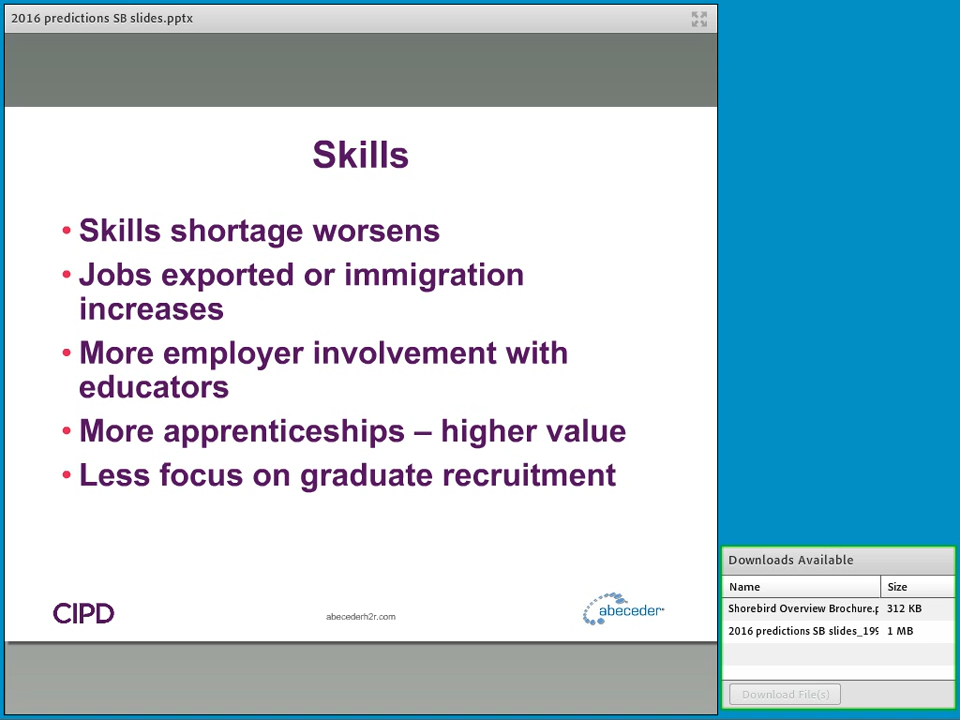 2016 predictions SB slides.pptx
Skills
• Skills shortage worsens
• Jobs exported or immigration
increases
• More employer involvement with
educators
• More apprenticeships – higher value
• Less focus on graduate recruitment
CIPD
abecederh2r.com
abeceder
Downloads Available
Name Size
Shorebird Overview Brochure.p 312 KB
2016 predictions SB slides_199 1 MB
Download File(s)